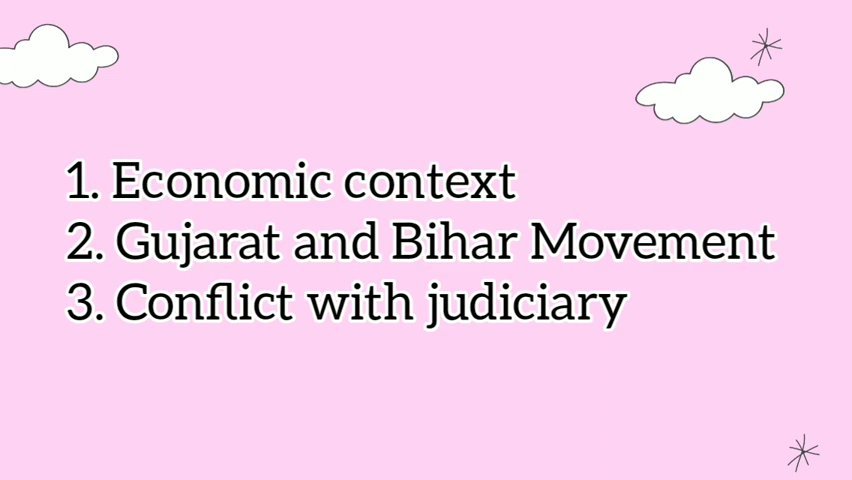 1. Economic context
2. Gujarat and Bihar Movement
3. Conflict with judiciary